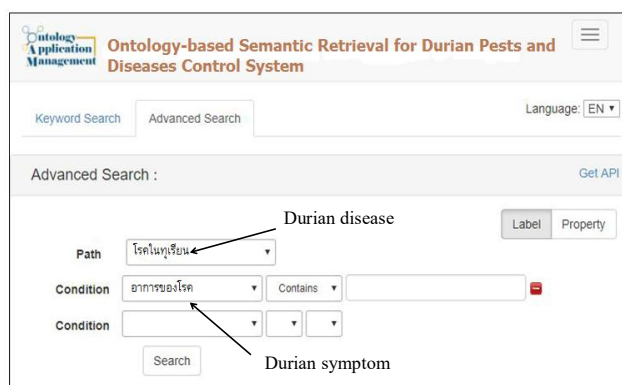 Ontology
Application
Management
Ontology-based Semantic Retrieval for Durian Pests and
Diseases Control System
Keyword Search
Advanced Search
Language: EN
Advanced Search :
Get API
Durian disease
Label
Property
Path
โรคในทุเรียน
Condition
อาการของโรค
Contains
Condition
Search
Durian symptom